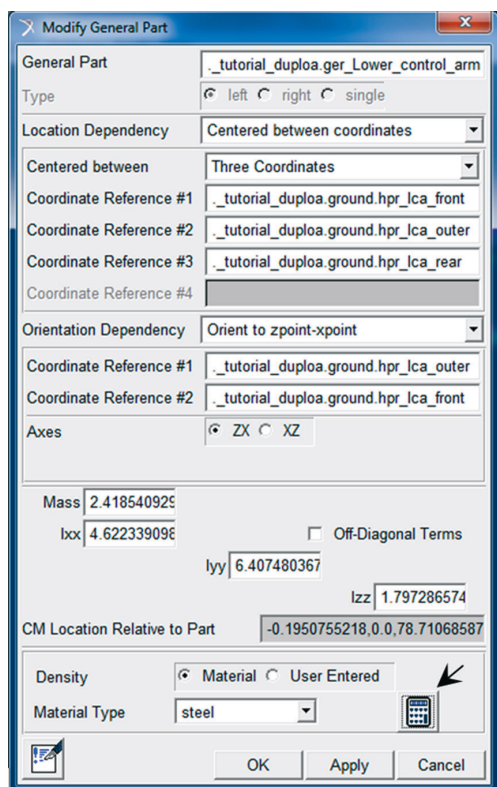 Modify General Part
General Part ._tutorial_duploa.ger_Lower_control_arm
Type left right single
Location Dependency Centered between coordinates
Centered between Three Coordinates
Coordinate Reference #1 ._tutorial_duploa.ground.hpr_lca_front
Coordinate Reference #2 ._tutorial_duploa.ground.hpr_lca_outer
Coordinate Reference #3 ._tutorial_duploa.ground.hpr_lca_rear
Coordinate Reference #4
Orientation Dependency Orient to zpoint-xpoint
Coordinate Reference #1 ._tutorial_duploa.ground.hpr_lca_outer
Coordinate Reference #2 ._tutorial_duploa.ground.hpr_lca_front
Axes ZX XZ
Mass 2.418540929
Ixx 4.622339098 Off-Diagonal Terms
Iyy 6.407480367
Izz 1.797286574
CM Location Relative to Part -0.1950755218,0.0,78.71068587
Density Material User Entered
Material Type steel
OK Apply Cancel